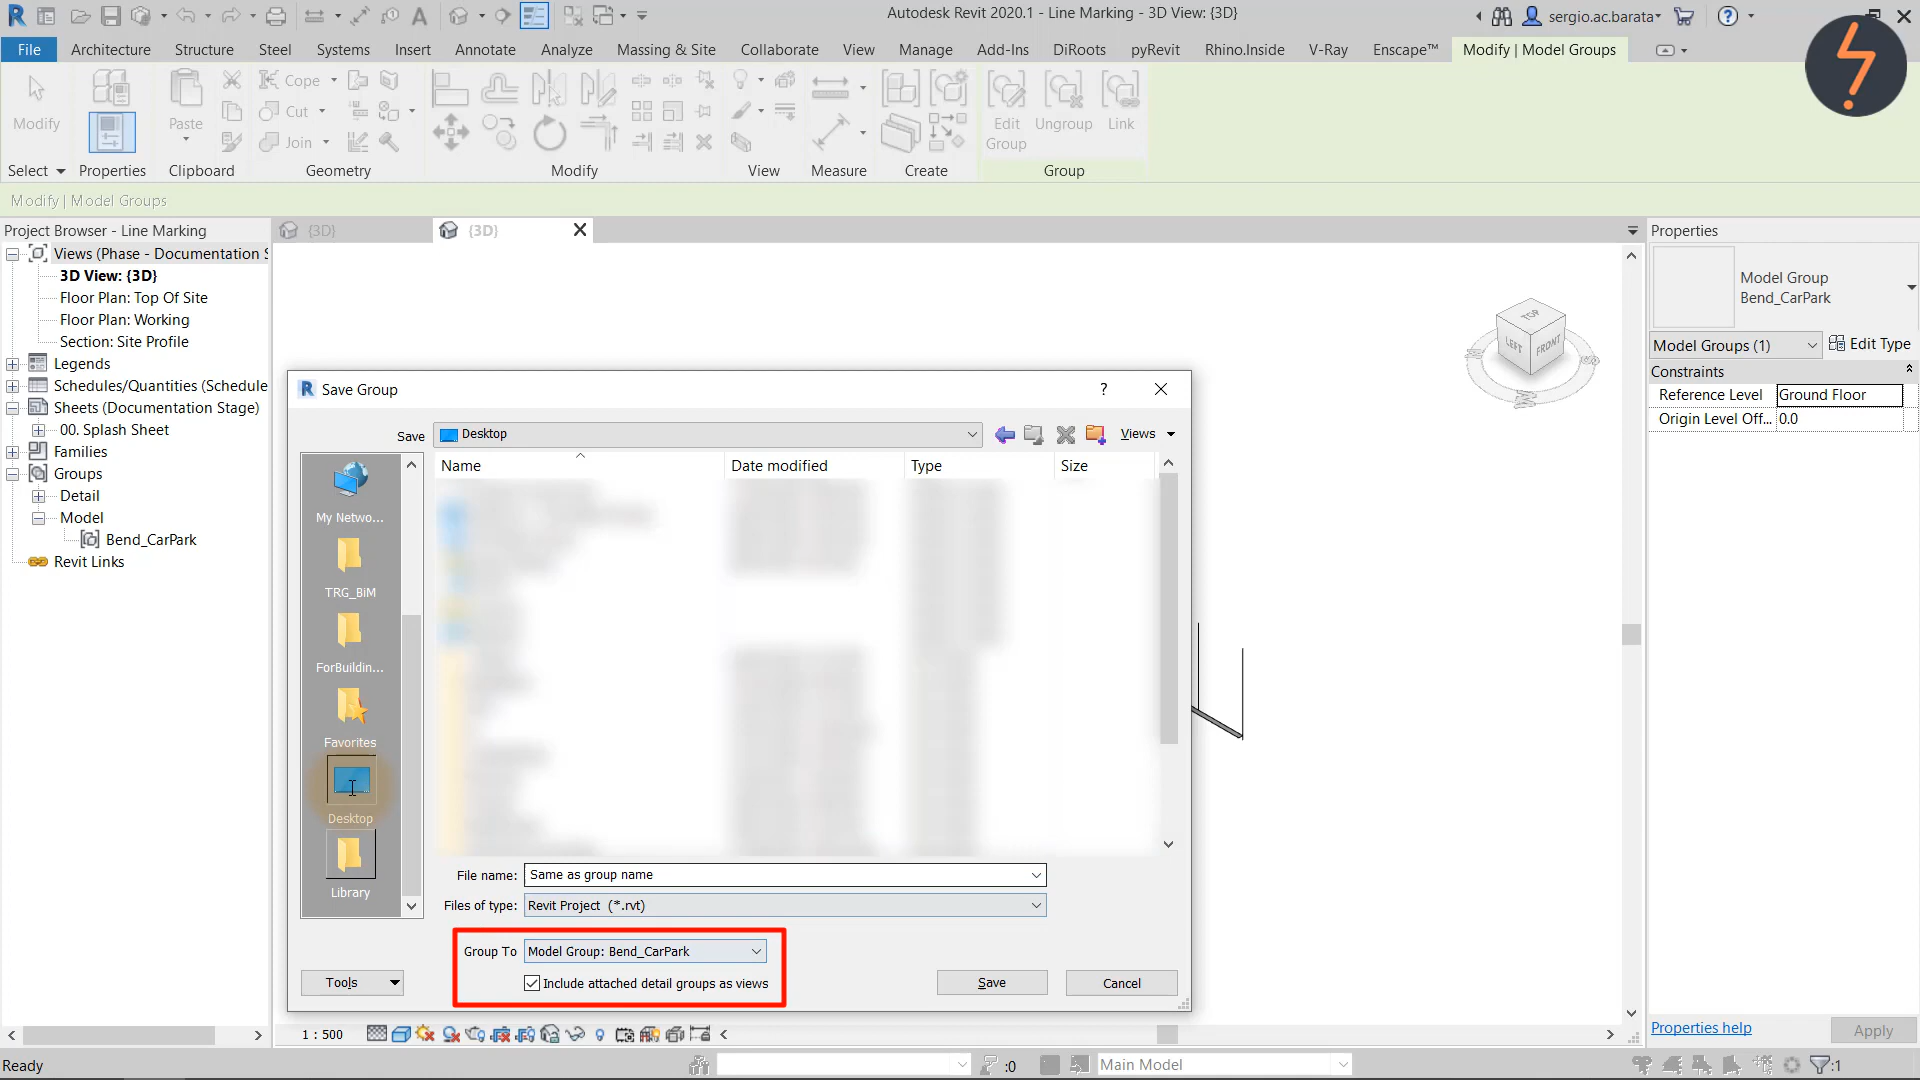 Autodesk Revit 2020.1 - Line Marking - 3D View: {3D}
sergio.ac.barata
File Architecture Structure Steel Systems Insert Annotate Analyze Massing & Site Collaborate View Manage Add-Ins DiRoots pyRevit Rhino.Inside V-Ray Enscape™ Modify | Model Groups
Modify
Paste
Cope
Cut
Join
Edit Group
Ungroup
Link
Select Properties Clipboard Geometry Modify View Measure Create Group
Modify | Model Groups
Project Browser - Line Marking
Views (Phase - Documentation S
3D View: {3D}
Floor Plan: Top Of Site
Floor Plan: Working
Section: Site Profile
Legends
Schedules/Quantities (Schedule
Sheets (Documentation Stage)
00. Splash Sheet
Families
Groups
Detail
Model
Bend_CarPark
Revit Links
{3D}
{3D}
TOP
LEFT
FRONT
Save Group
Save
Desktop
Views
Name
Date modified
Type
Size
My Netwo...
TRG_BiM
ForBuildin...
Favorites
Desktop
Library
File name:
Same as group name
Files of type:
Revit Project (*.rvt)
Group To
Model Group: Bend_CarPark
Include attached detail groups as views
Tools
Save
Cancel
Properties
Model Group
Bend_CarPark
Model Groups (1)
Edit Type
Constraints
Reference Level
Ground Floor
Origin Level Off...
0.0
Properties help
Apply
1 : 500
Ready
:0
Main Model
:1